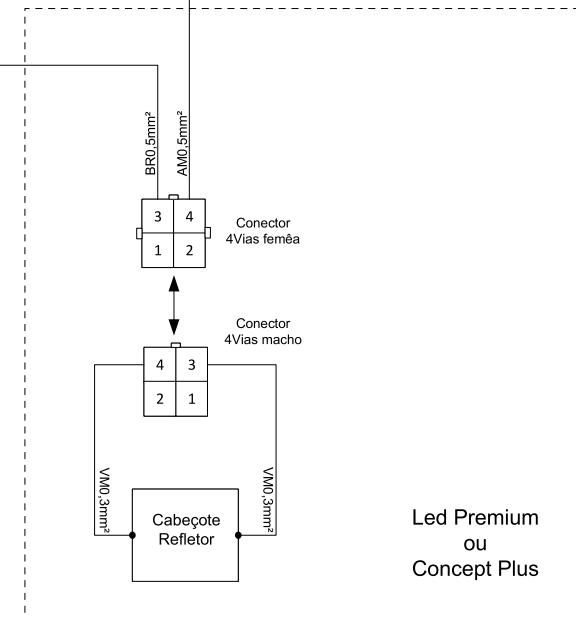 BR0,5mm²
AM0,5mm²
3 4
1 2
Conector
4Vias femêa
Conector
4Vias macho
4 3
2 1
VM0,3mm²
VM0,3mm²
Cabeçote
Refletor
Led Premium
ou
Concept Plus